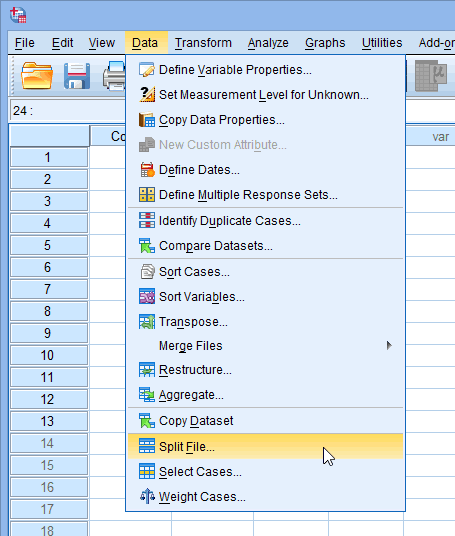 File Edit View Data Transform Analyze Graphs Utilities Add-o
24 :
Co var
Define Variable Properties...
Set Measurement Level for Unknown...
Copy Data Properties...
New Custom Attribute...
Define Dates...
Define Multiple Response Sets...
Identify Duplicate Cases...
Compare Datasets...
Sort Cases...
Sort Variables...
Transpose...
Merge Files
Restructure...
Aggregate...
Copy Dataset
Split File...
Select Cases...
Weight Cases...
1
2
3
4
5
6
7
8
9
10
11
12
13
14
15
16
17
18